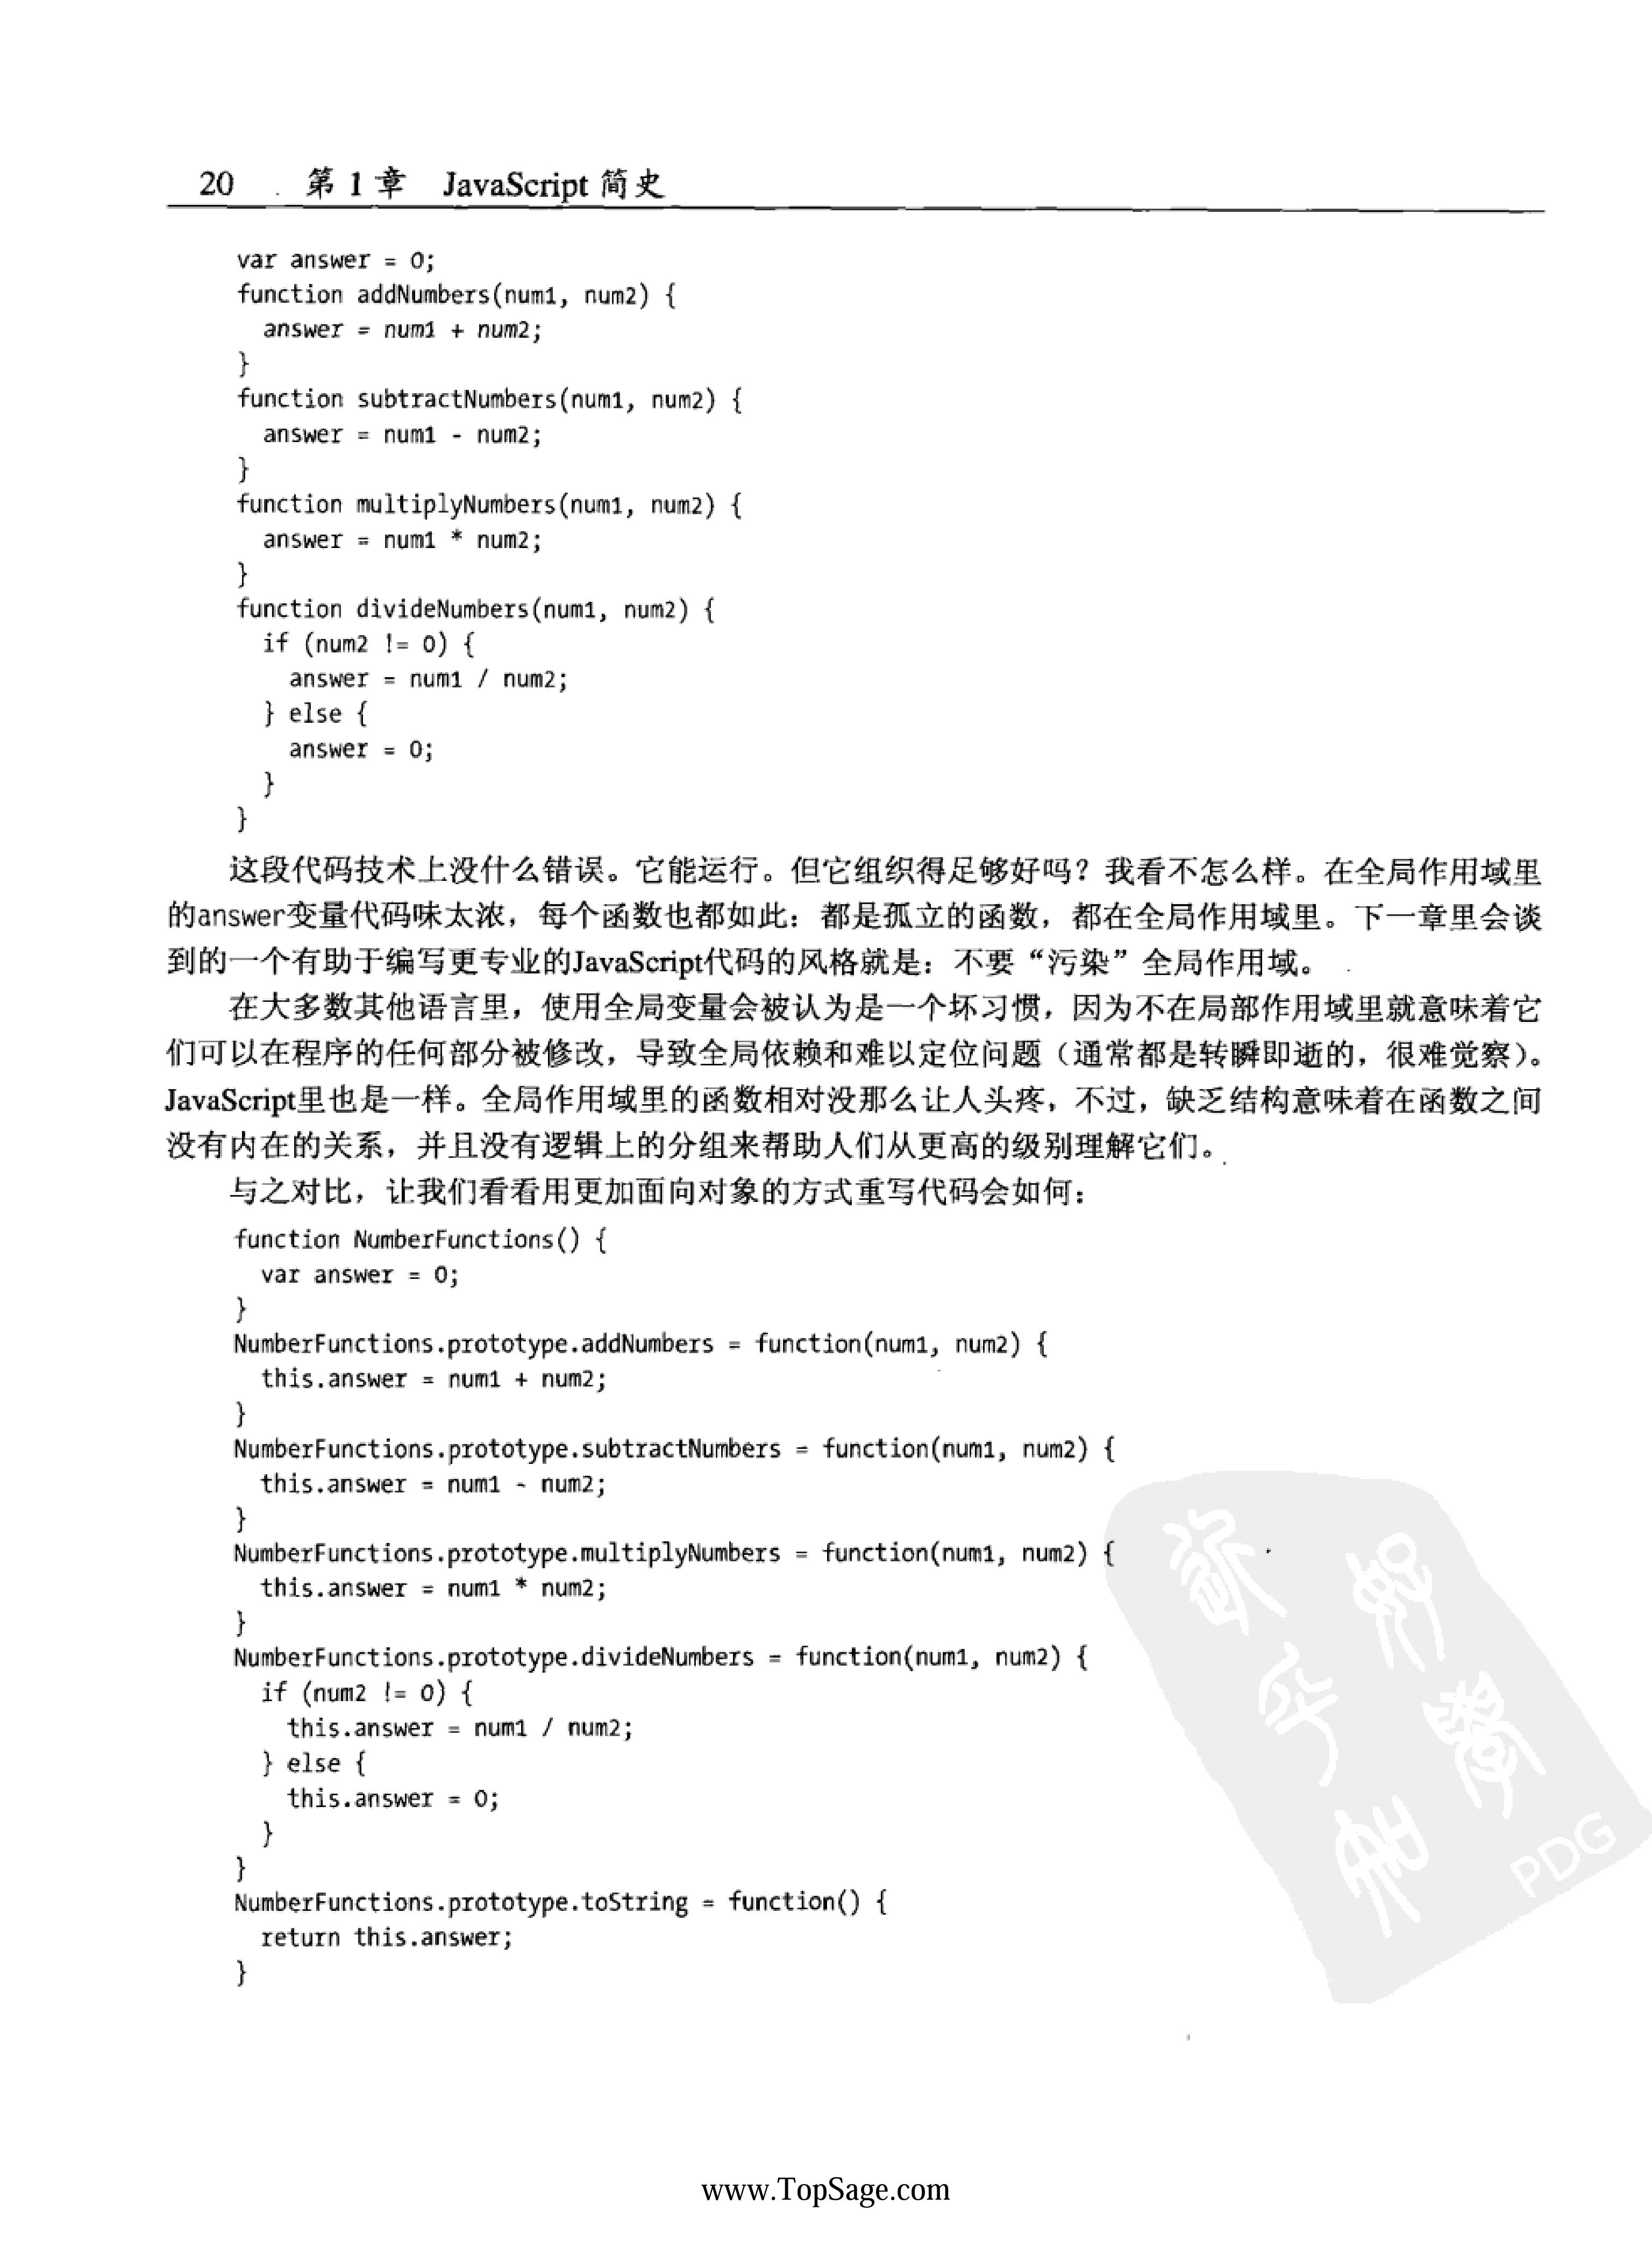 20 第 1 章 JavaScript 简史
var answer = 0;
function addNumbers(num1, num2) {
  answer = num1 + num2;
}
function subtractNumbers(num1, num2) {
  answer = num1 - num2;
}
function multiplyNumbers(num1, num2) {
  answer = num1 * num2;
}
function divideNumbers(num1, num2) {
  if (num2 != 0) {
    answer = num1 / num2;
  } else {
    answer = 0;
  }
}
这段代码技术上没什么错误。它能运行。但它组织得足够好吗？我看不怎么样。在全局作用域里
的answer变量代码味太浓，每个函数也都如此：都是孤立的函数，都在全局作用域里。下一章里会谈
到的一个有助于编写更专业的JavaScript代码的风格就是：不要“污染”全局作用域。
在大多数其他语言里，使用全局变量会被认为是一个坏习惯，因为不在局部作用域里就意味着它
们可以在程序的任何部分被修改，导致全局依赖和难以定位问题（通常都是转瞬即逝的，很难觉察）。
JavaScript里也是一样。全局作用域里的函数相对没那么让人头疼，不过，缺乏结构意味着在函数之间
没有内在的关系，并且没有逻辑上的分组来帮助人们从更高的级别理解它们。
与之对比，让我们看看用更加面向对象的方式重写代码会如何：
function NumberFunctions() {
  var answer = 0;
}
NumberFunctions.prototype.addNumbers = function(num1, num2) {
  this.answer = num1 + num2;
}
NumberFunctions.prototype.subtractNumbers = function(num1, num2) {
  this.answer = num1 - num2;
}
NumberFunctions.prototype.multiplyNumbers = function(num1, num2) {
  this.answer = num1 * num2;
}
NumberFunctions.prototype.divideNumbers = function(num1, num2) {
  if (num2 != 0) {
    this.answer = num1 / num2;
  } else {
    this.answer = 0;
  }
}
NumberFunctions.prototype.toString = function() {
  return this.answer;
}
PDG
www.TopSage.com